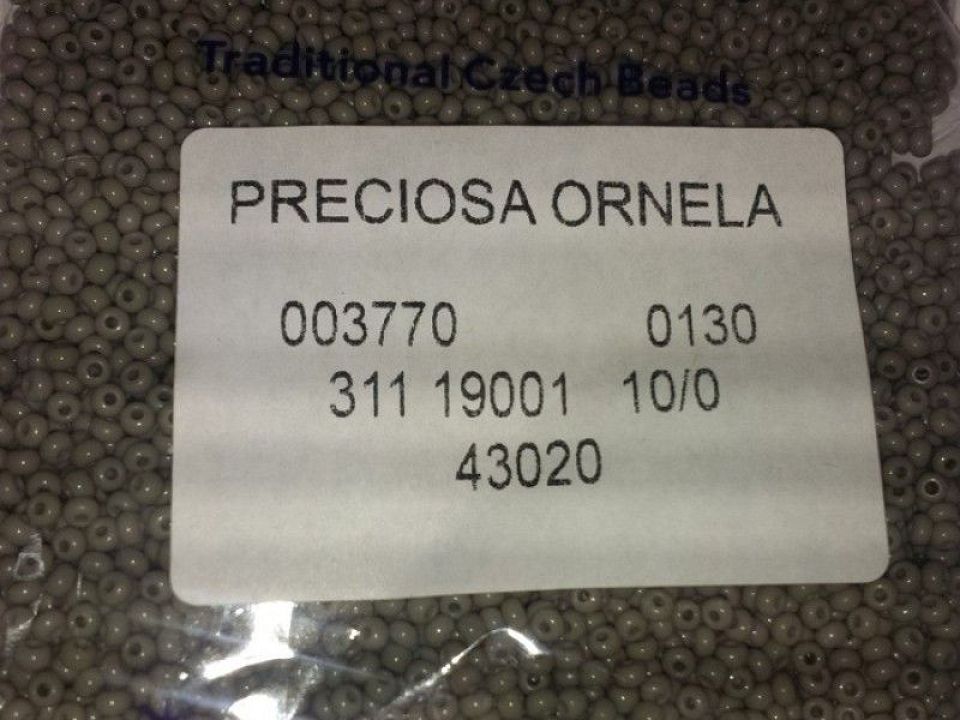 Traditional Czech Beads
PRECIOSA ORNELA
003770 0130
311 19001 10/0
43020